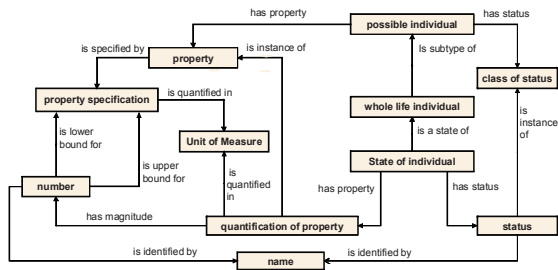 has property
possible individual
has status
is specified by
property
is instance of
class of status
Is subtype of
property specification
is quantified in
whole life individual
Unit of Measure
is a state of
is
instance
of
is lower
bound for
is upper
bound for
State of individual
is
quantified
in
has property
has status
number
has magnitude
quantification of property
status
is identified by
name
is identified by